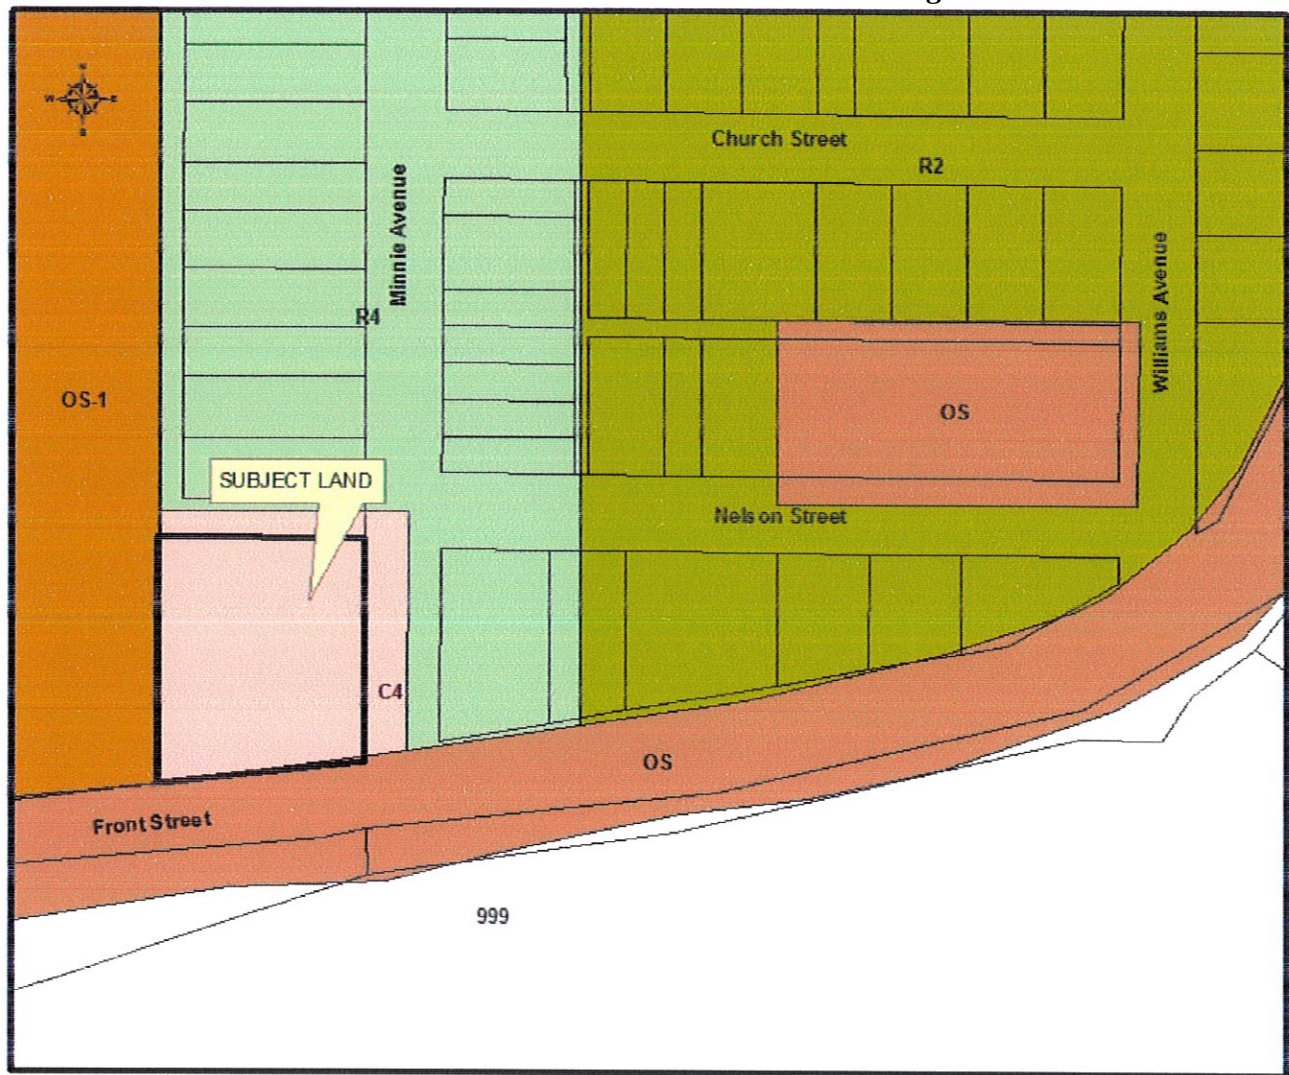 N
W E
S
Church Street
R2
Minnie Avenue
Williams Avenue
R4
OS-1
OS
SUBJECT LAND
Nelson Street
C4
OS
Front Street
999